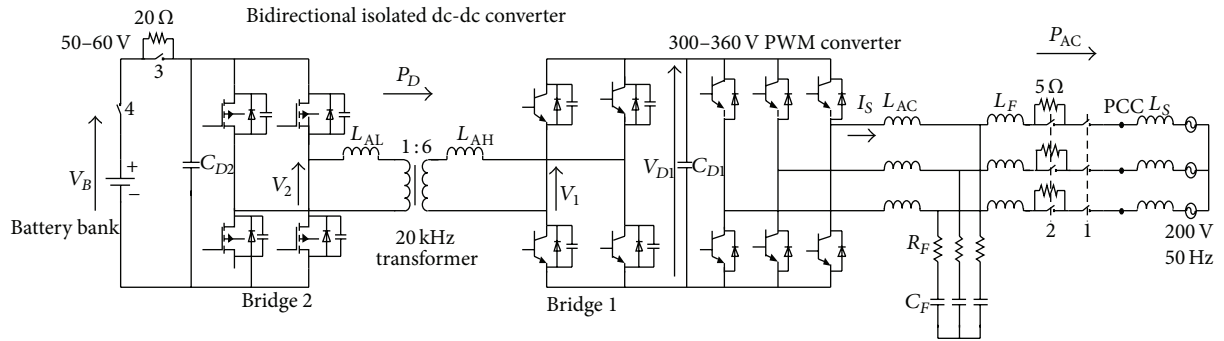 20 Ω
Bidirectional isolated dc-dc converter
50–60 V
3
4
P_D
300–360 V PWM converter
P_AC
5 Ω
I_S
L_AC
L_F
PCC
L_S
L_AL
1 : 6
L_AH
C_D2
V_B
V_2
V_1
V_D1
C_D1
+
−
Battery bank
20 kHz
transformer
Bridge 2
Bridge 1
R_F
C_F
2
1
200 V
50 Hz